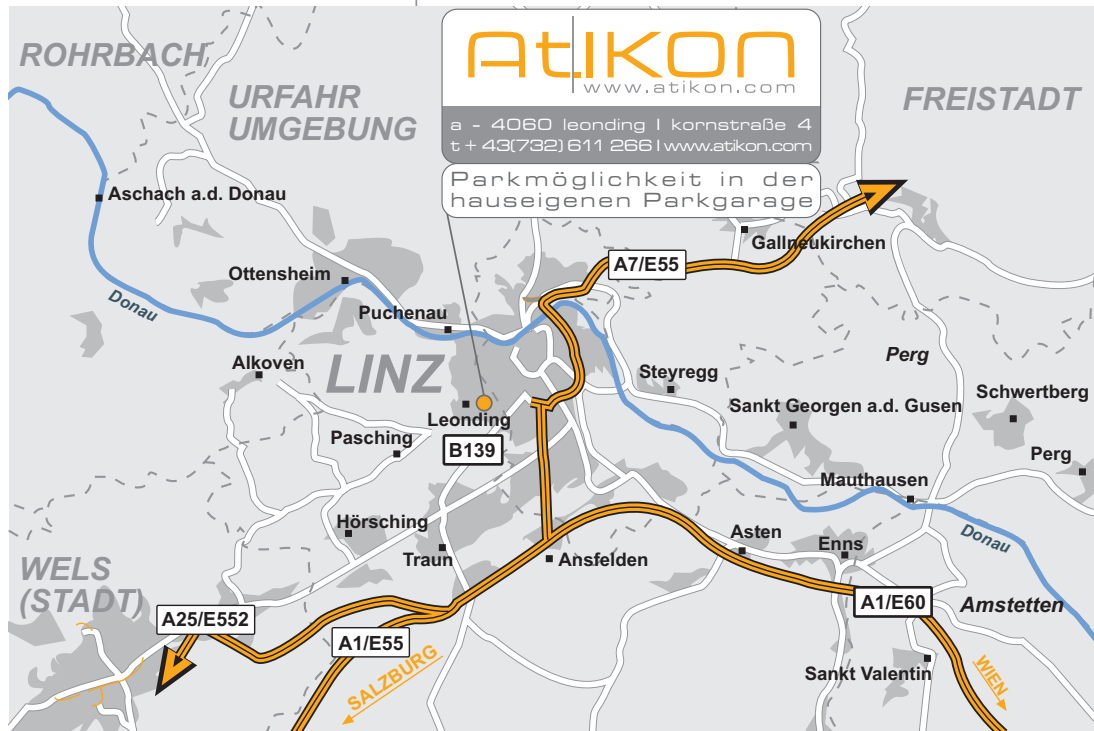 ROHRBACH
URFAHR
UMGEBUNG
AtIKON
www.atikon.com
a - 4060 leonding I kornstraße 4
t + 43(732) 611 266 I www.atikon.com
Parkmöglichkeit in der
hauseigenen Parkgarage
FREISTADT
Aschach a.d. Donau
Gallneukirchen
A7/E55
Ottensheim
Donau
Puchenau
LINZ
Alkoven
Steyregg
Perg
Schwertberg
Sankt Georgen a.d. Gusen
Leonding
Pasching
B139
Perg
Mauthausen
Hörsching
Traun
Ansfelden
Asten
Enns
Donau
WELS
(STADT)
A25/E552
A1/E55
A1/E60
Amstetten
SALZBURG
Sankt Valentin
WIEN